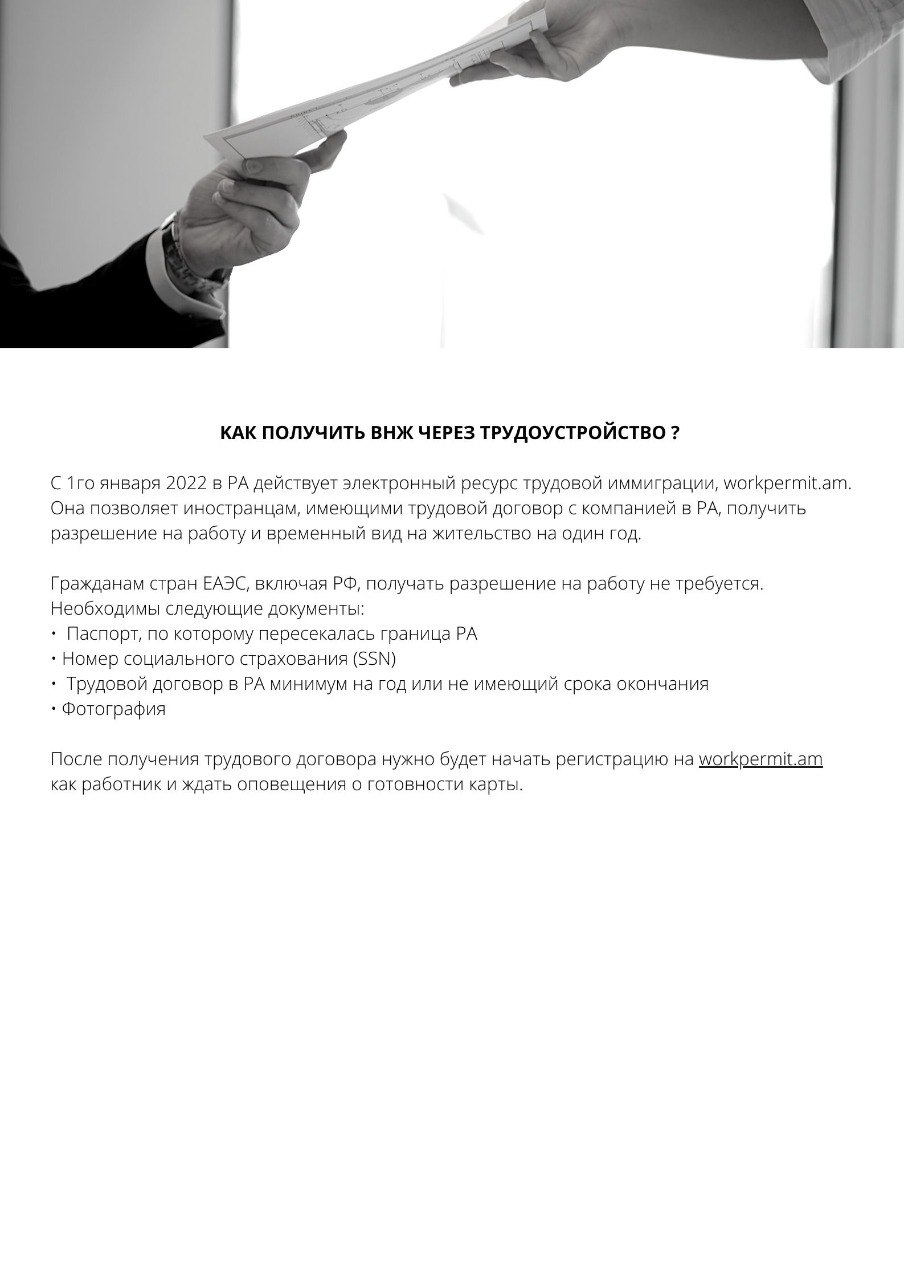 КАК ПОЛУЧИТЬ ВНЖ ЧЕРЕЗ ТРУДОУСТРОЙСТВО ?
С 1го января 2022 в РА действует электронный ресурс трудовой иммиграции, workpermit.am.
Она позволяет иностранцам, имеющими трудовой договор с компанией в РА, получить
разрешение на работу и временный вид на жительство на один год.
Гражданам стран ЕАЭС, включая РФ, получать разрешение на работу не требуется.
Необходимы следующие документы:
• Паспорт, по которому пересекалась граница РА
• Номер социального страхования (SSN)
• Трудовой договор в РА минимум на год или не имеющий срока окончания
• Фотография
После получения трудового договора нужно будет начать регистрацию на workpermit.am
как работник и ждать оповещения о готовности карты.